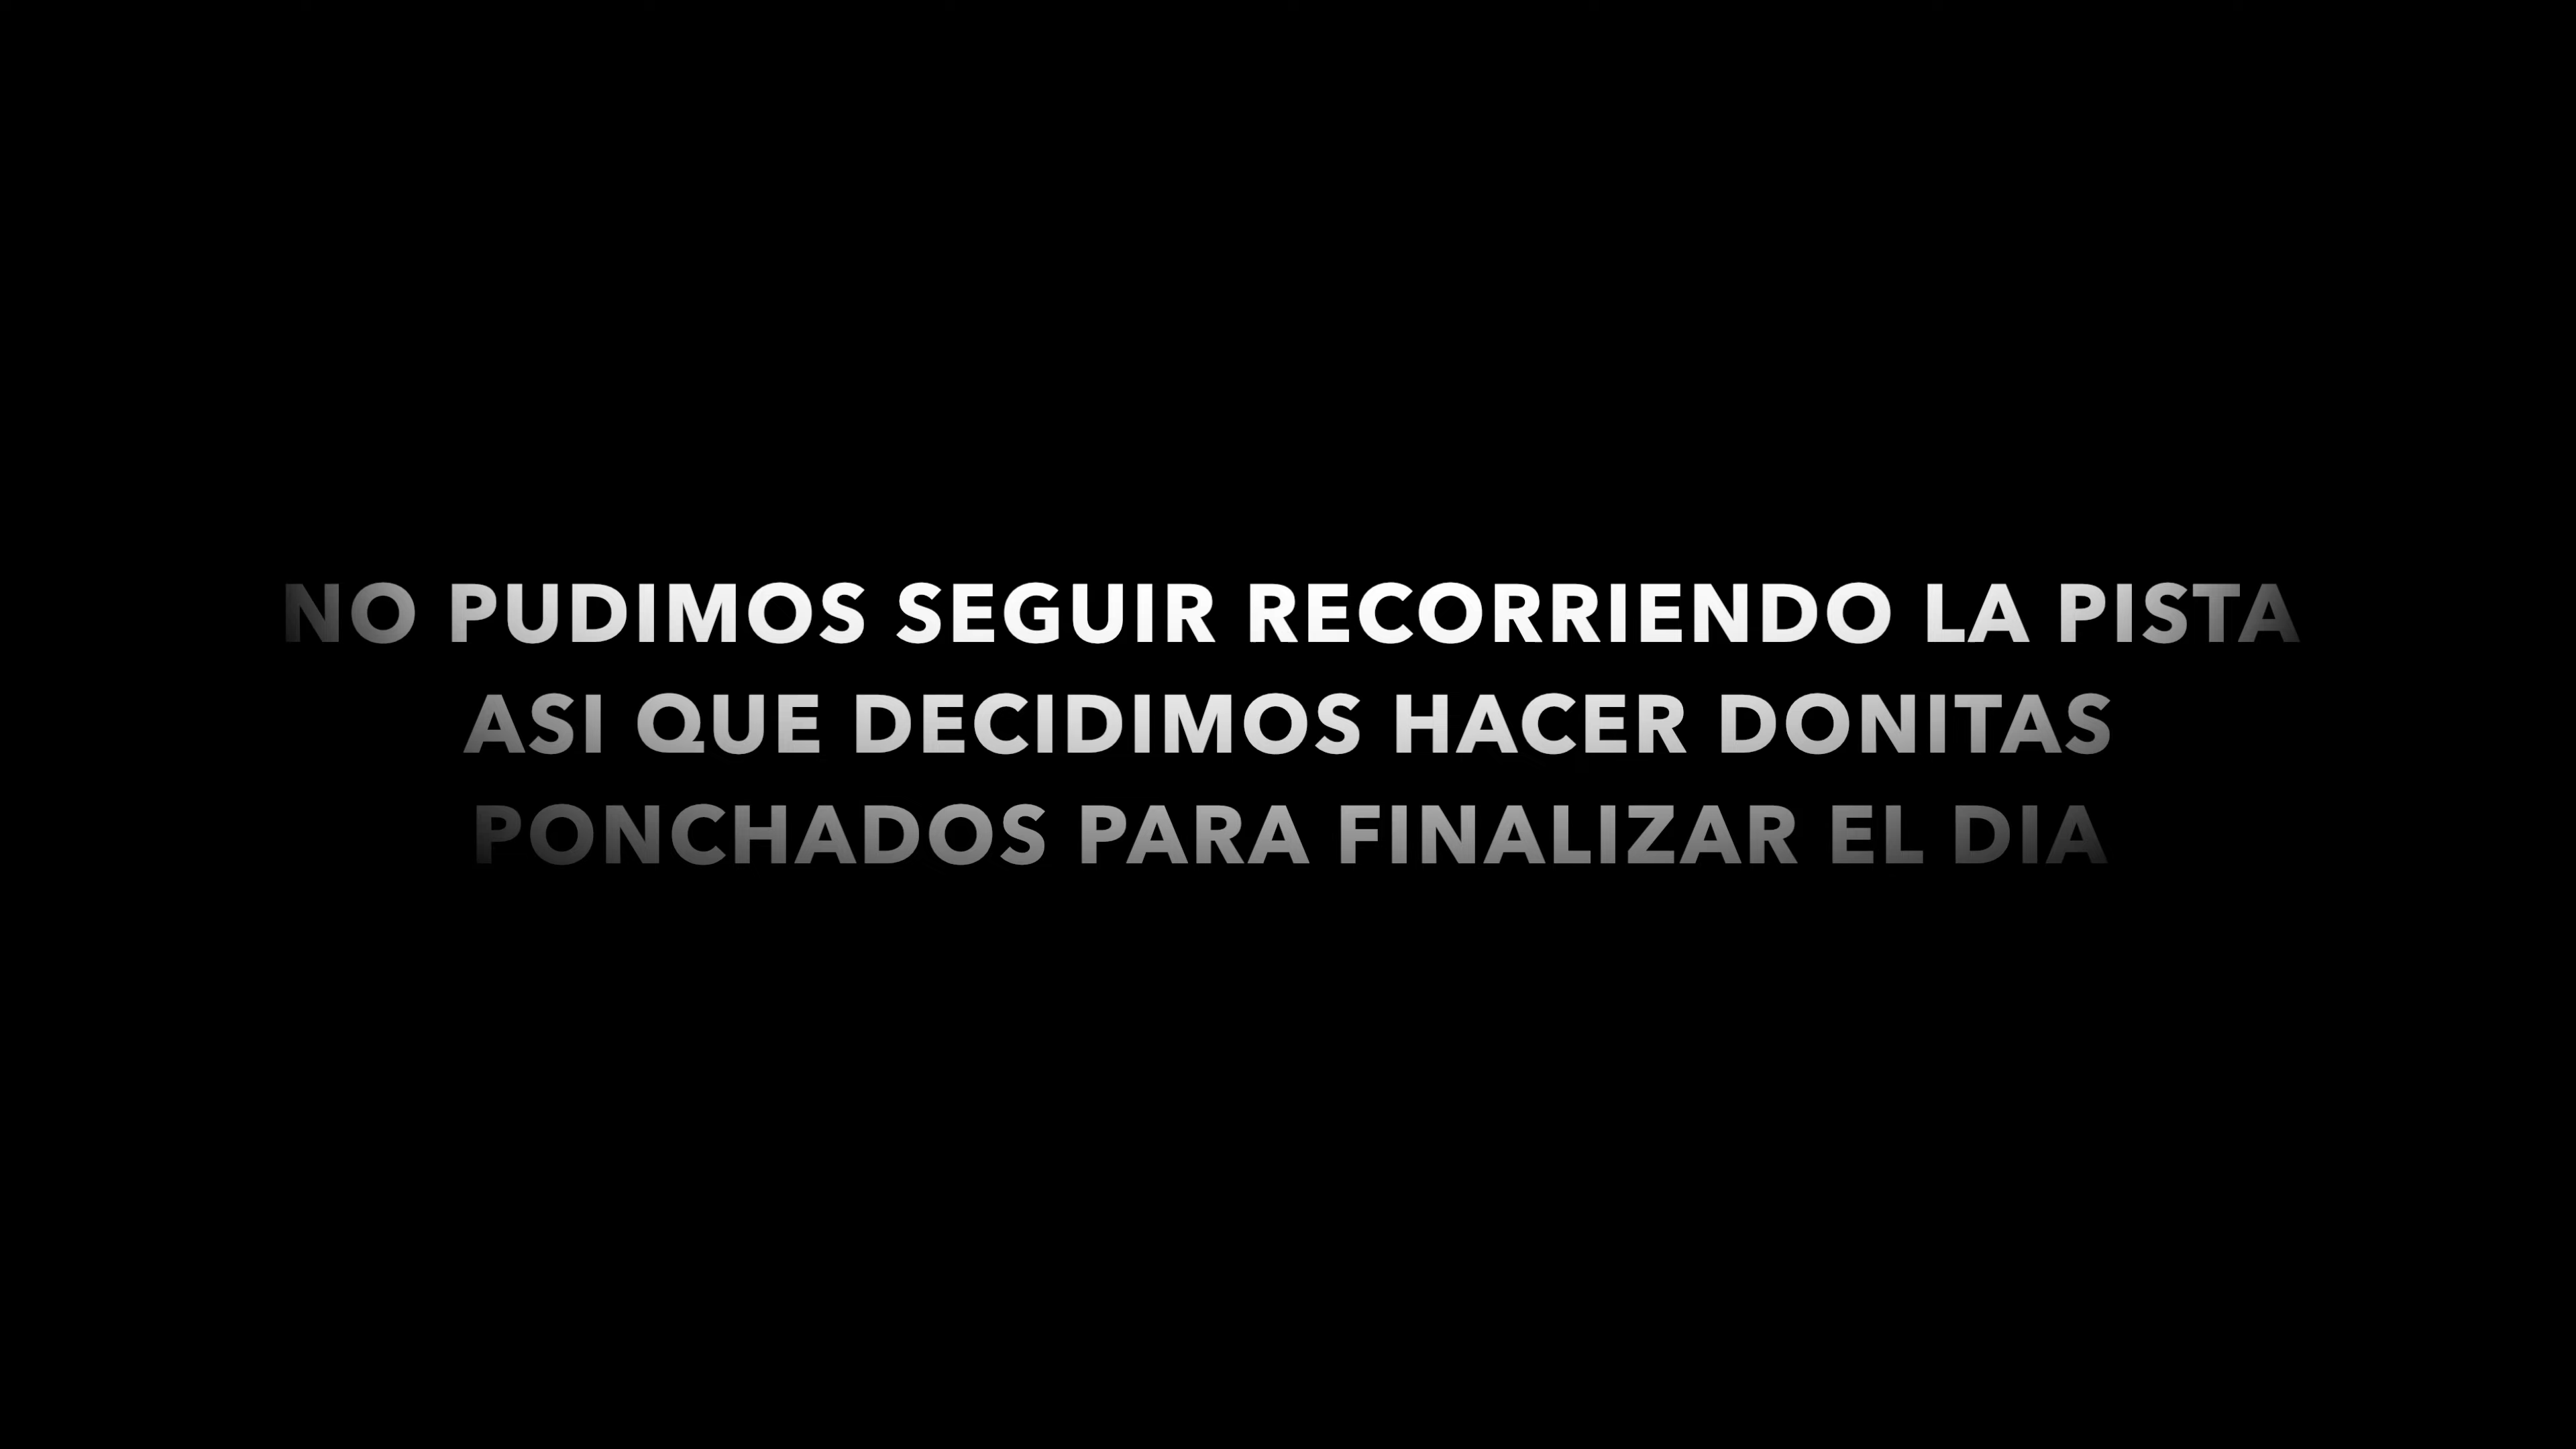 NO PUDIMOS SEGUIR RECORRIENDO LA PISTA
ASI QUE DECIDIMOS HACER DONITAS
PONCHADOS PARA FINALIZAR EL DIA